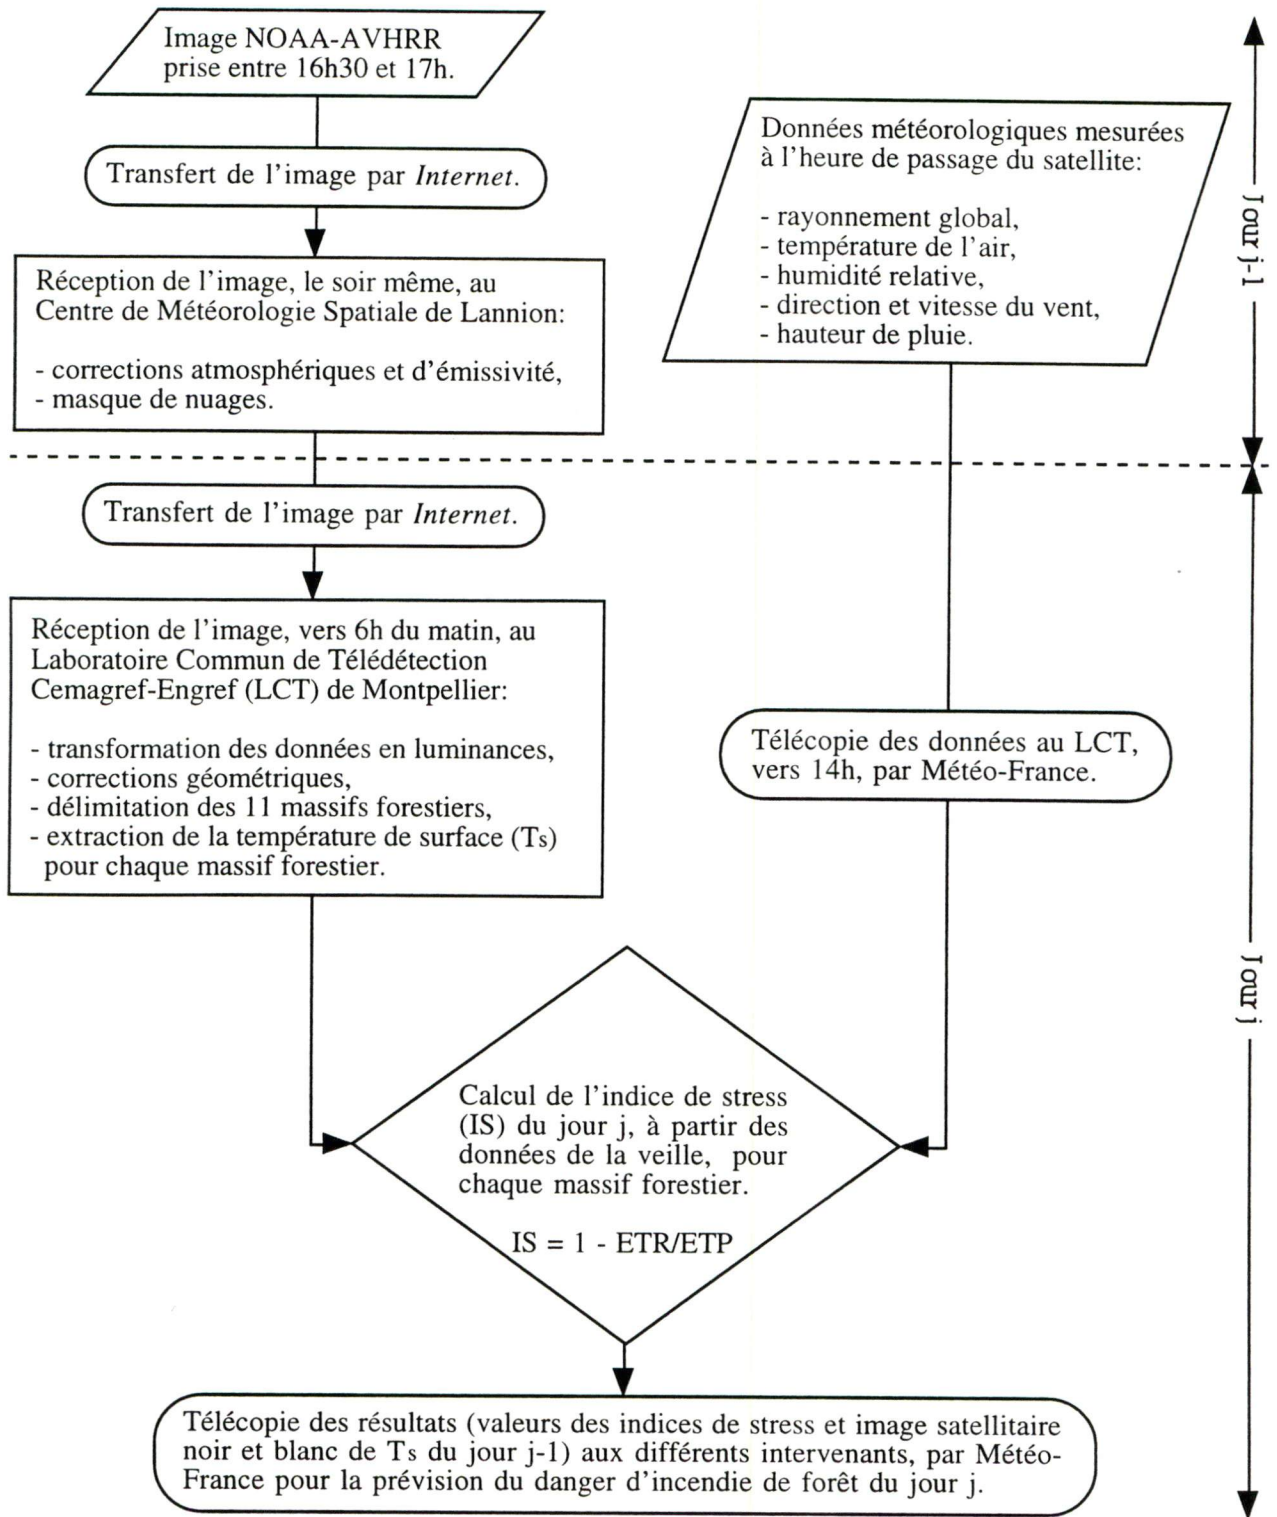 Image NOAA-AVHRR
prise entre 16h30 et 17h.
Transfert de l'image par Internet.
Réception de l'image, le soir même, au
Centre de Météorologie Spatiale de Lannion:
- corrections atmosphériques et d'émissivité,
- masque de nuages.
Données météorologiques mesurées
à l'heure de passage du satellite:
- rayonnement global,
- température de l'air,
- humidité relative,
- direction et vitesse du vent,
- hauteur de pluie.
Jour j-1
Transfert de l'image par Internet.
Réception de l'image, vers 6h du matin, au
Laboratoire Commun de Télédétection
Cemagref-Engref (LCT) de Montpellier:
- transformation des données en luminances,
- corrections géométriques,
- délimitation des 11 massifs forestiers,
- extraction de la température de surface (Ts)
pour chaque massif forestier.
Télécopie des données au LCT,
vers 14h, par Météo-France.
Jour j
Calcul de l'indice de stress
(IS) du jour j, à partir des
données de la veille, pour
chaque massif forestier.
IS = 1 - ETR/ETP
Télécopie des résultats (valeurs des indices de stress et image satellitaire
noir et blanc de Ts du jour j-1) aux différents intervenants, par Météo-
France pour la prévision du danger d'incendie de forêt du jour j.